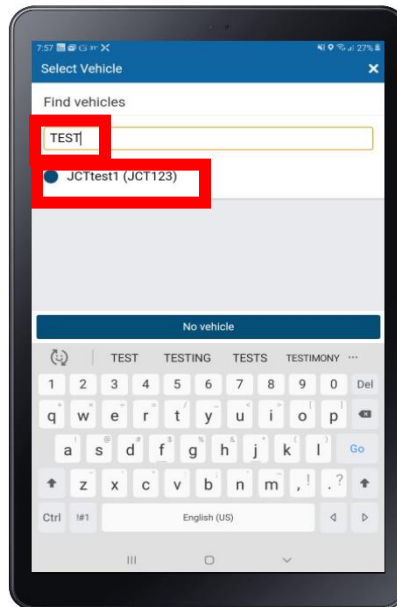 7:57 27%
Select Vehicle ×
Find vehicles
TEST
JCTtest1 (JCT123)
No vehicle
TEST TESTING TESTS TESTIMONY ...
1 2 3 4 5 6 7 8 9 0 Del
q w e r t y u i o p
a s d f g h j k l Go
z x c v b n m , ! . ?
Ctrl !#1 English (US)